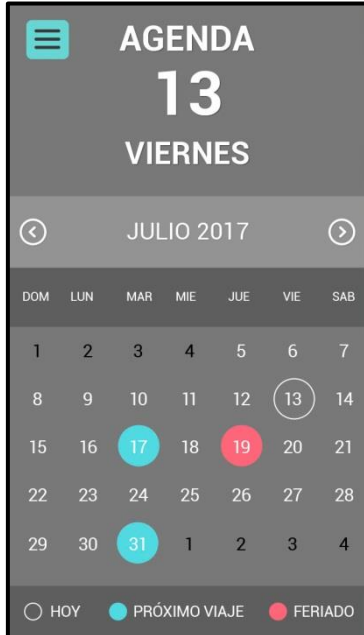 AGENDA
13
VIERNES
JULIO 2017
DOM LUN MAR MIE JUE VIE SAB
1 2 3 4 5 6 7
8 9 10 11 12 13 14
15 16 17 18 19 20 21
22 23 24 25 26 27 28
29 30 31 1 2 3 4
HOY PRÓXIMO VIAJE FERIADO